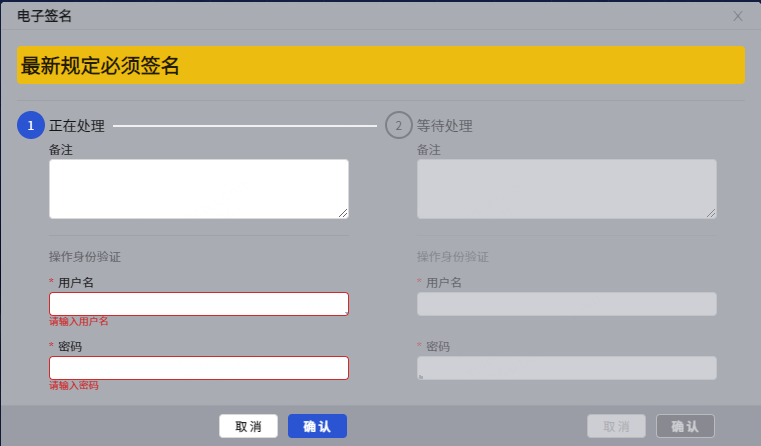 电子签名
最新规定必须签名
1 正在处理
备注
操作身份验证
* 用户名
请输入用户名
* 密码
请输入密码
取消 确认
2 等待处理
备注
操作身份验证
* 用户名
* 密码
取消 确认